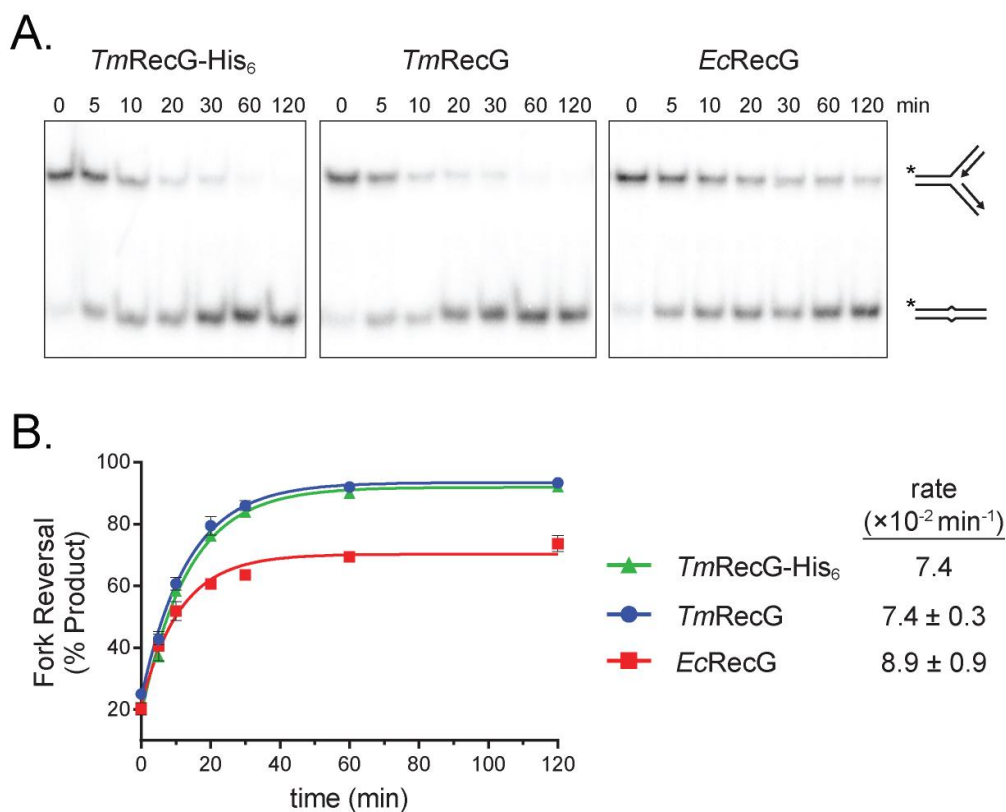 A.
TmRecG-His₆ TmRecG EcRecG
0 5 10 20 30 60 120 0 5 10 20 30 60 120 0 5 10 20 30 60 120 min
*
*
B.
100
80
60
40
20
0 20 40 60 80 100 120
Fork Reversal
(% Product)
time (min)
rate
(×10⁻² min⁻¹)
TmRecG-His₆ 7.4
TmRecG 7.4 ± 0.3
EcRecG 8.9 ± 0.9